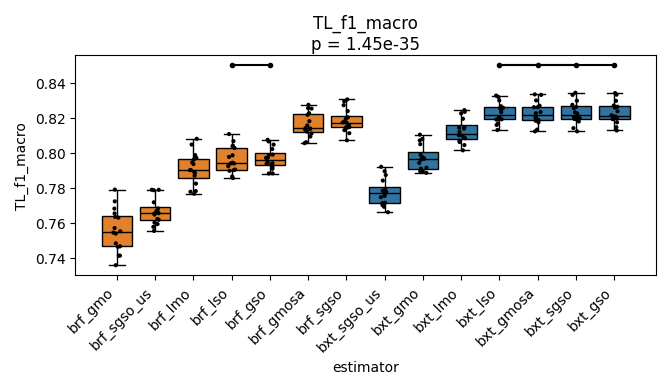 TL_f1_macro
p = 1.45e-35
TL_f1_macro
0.84
0.82
0.80
0.78
0.76
0.74
brf_gmo
brf_sgso_us
brf_lmo
brf_lso
brf_gso
brf_gmosa
brf_sgso
bxt_sgso_us
bxt_gmo
bxt_lmo
bxt_lso
bxt_gmosa
bxt_sgso
bxt_gso
estimator